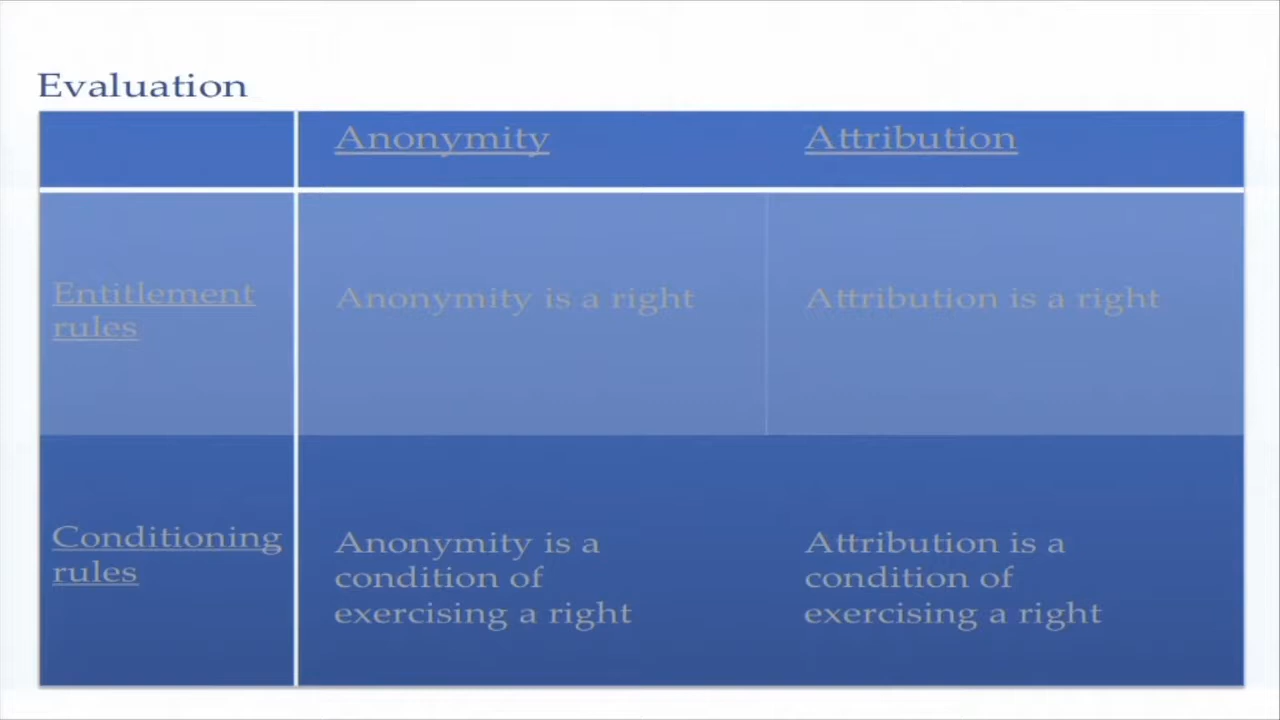 Evaluation
Anonymity
Attribution
Entitlement
rules
Anonymity is a right
Attribution is a right
Conditioning
rules
Anonymity is a
condition of
exercising a right
Attribution is a
condition of
exercising a right